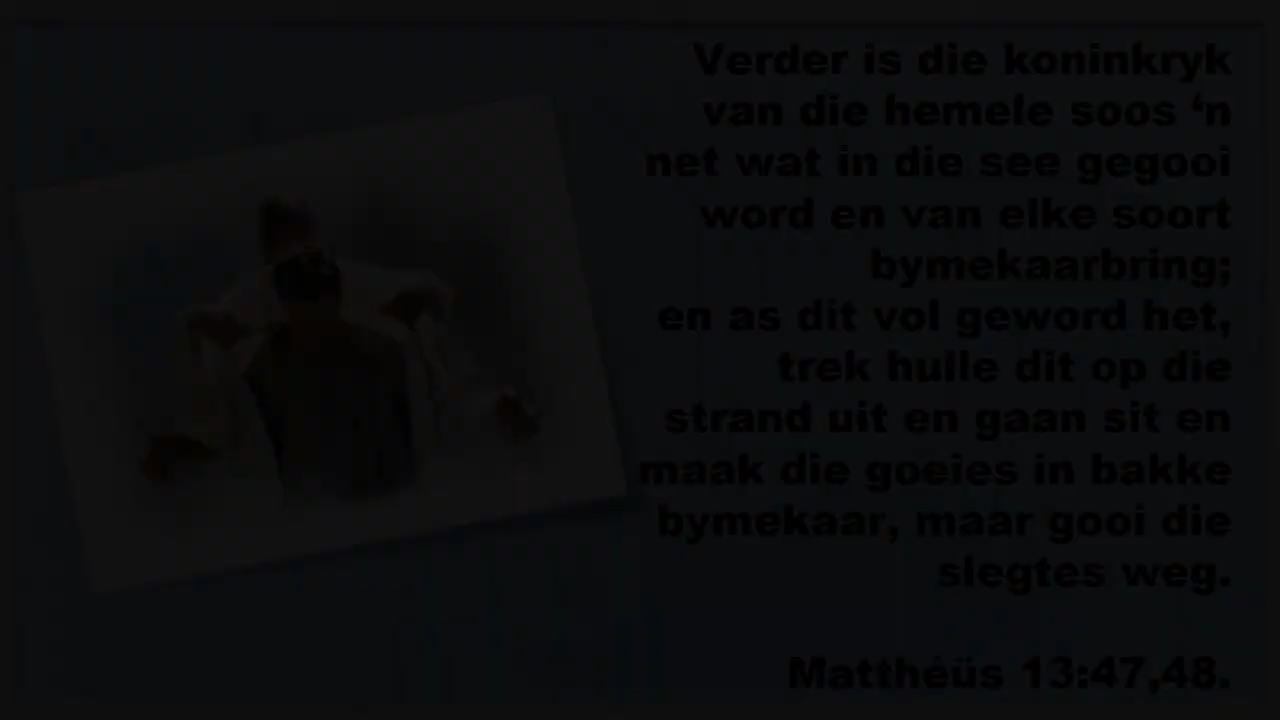 Verder is die koninkryk
van die hemele soos ‘n
net wat in die see gegooi
word en van elke soort
bymekaarbring;
en as dit vol geword het,
trek hulle dit op die
strand uit en gaan sit en
maak die goeies in bakke
bymekaar, maar gooi die
slegtes weg.
Matthéüs 13:47,48.